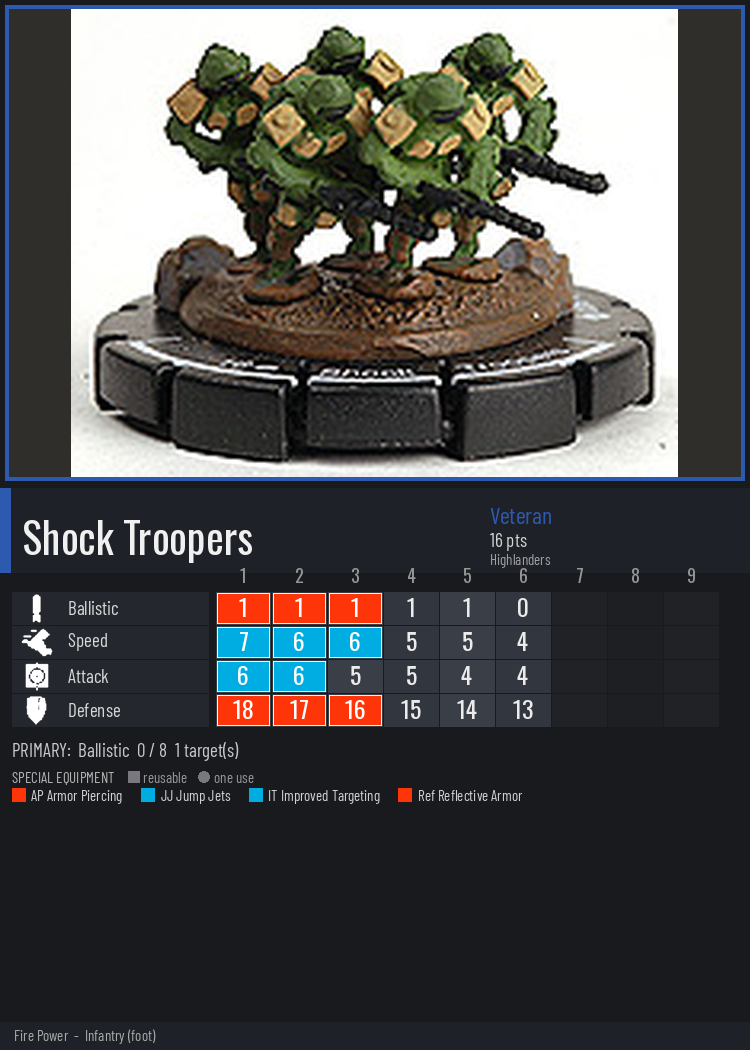 Shock
Shock Troopers
Veteran
16 pts
Highlanders
1 2 3 4 5 6 7 8 9
Ballistic 1 1 1 1 1 0
Speed 7 6 6 5 5 4
Attack 6 6 5 5 4 4
Defense 18 17 16 15 14 13
PRIMARY: Ballistic 0 / 8 1 target(s)
SPECIAL EQUIPMENT reusable one use
AP Armor Piercing JJ Jump Jets IT Improved Targeting Ref Reflective Armor
Fire Power - Infantry (foot)